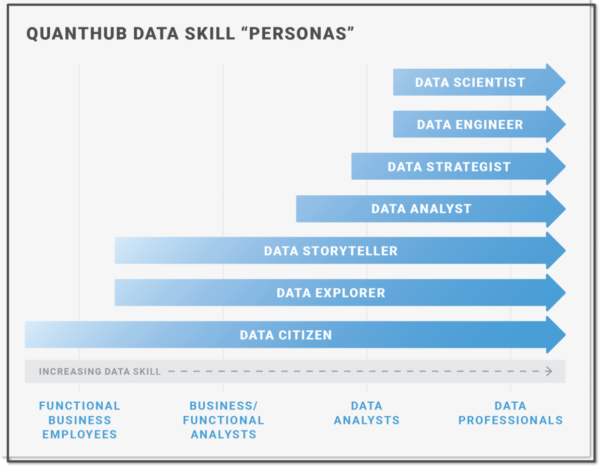 QUANTHUB DATA SKILL “PERSONAS”
DATA SCIENTIST
DATA ENGINEER
DATA STRATEGIST
DATA ANALYST
DATA STORYTELLER
DATA EXPLORER
DATA CITIZEN
INCREASING DATA SKILL
FUNCTIONAL
BUSINESS
EMPLOYEES
BUSINESS/
FUNCTIONAL
ANALYSTS
DATA
ANALYSTS
DATA
PROFESSIONALS